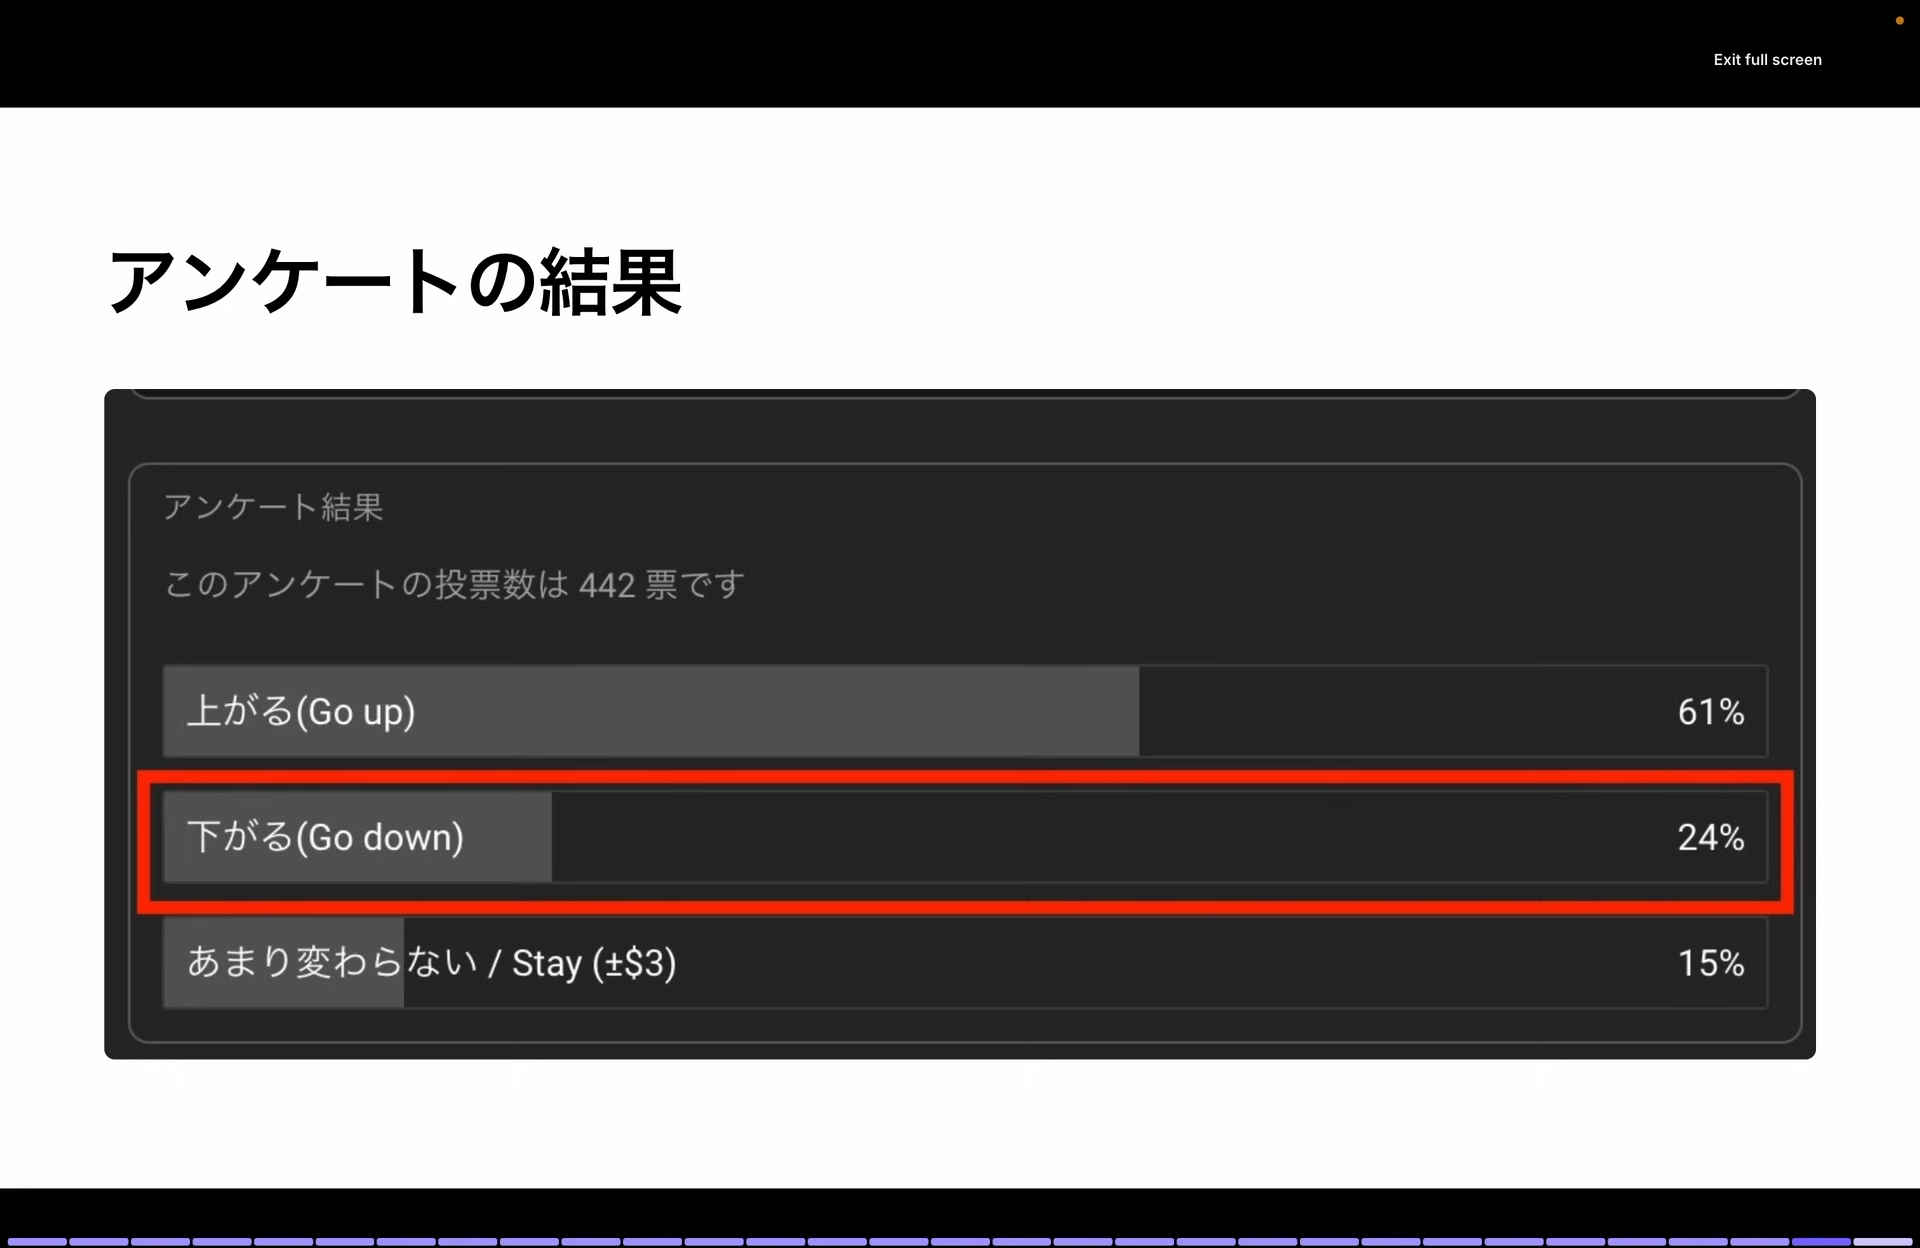 Exit full screen
アンケートの結果
アンケート結果
このアンケートの投票数は 442 票です
上がる(Go up) 61%
下がる(Go down) 24%
あまり変わらない / Stay (±$3) 15%